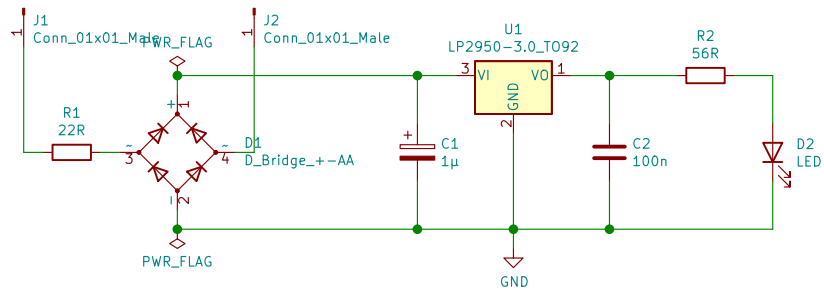 J1
Conn_01x01_Male
1
PWR_FLAG
J2
Conn_01x01_Male
1
U1
LP2950-3.0_TO92
3
VI
VO
1
GND
2
R2
56R
R1
22R
+
1
~
3
D1
D_Bridge_+-AA
~
4
-
2
+
C1
1µ
C2
100n
D2
LED
PWR_FLAG
GND